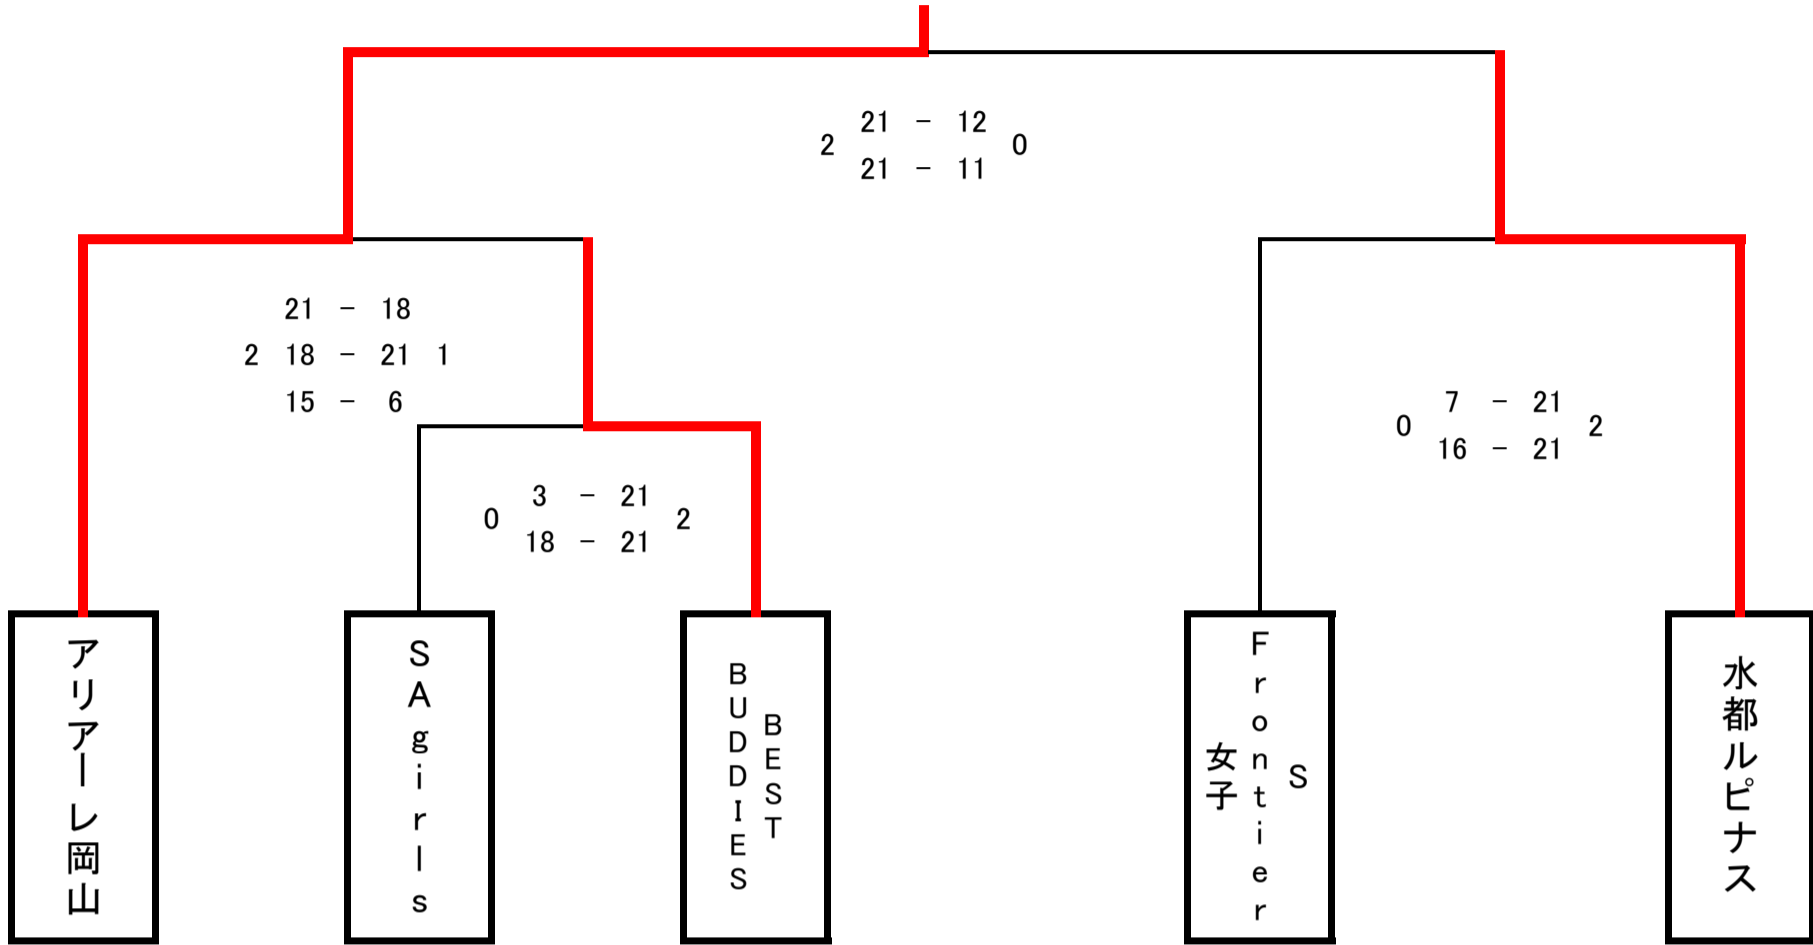 21 － 12
2 0
21 － 11
21 － 18
2 18 － 21 1
15 － 6
7 － 21
0 2
16 － 21
3 － 21
0 2
18 － 21
アリアーレ岡山
SAgirls
BEST
BUDDIES
S
Frontier
女子
水都ルピナス